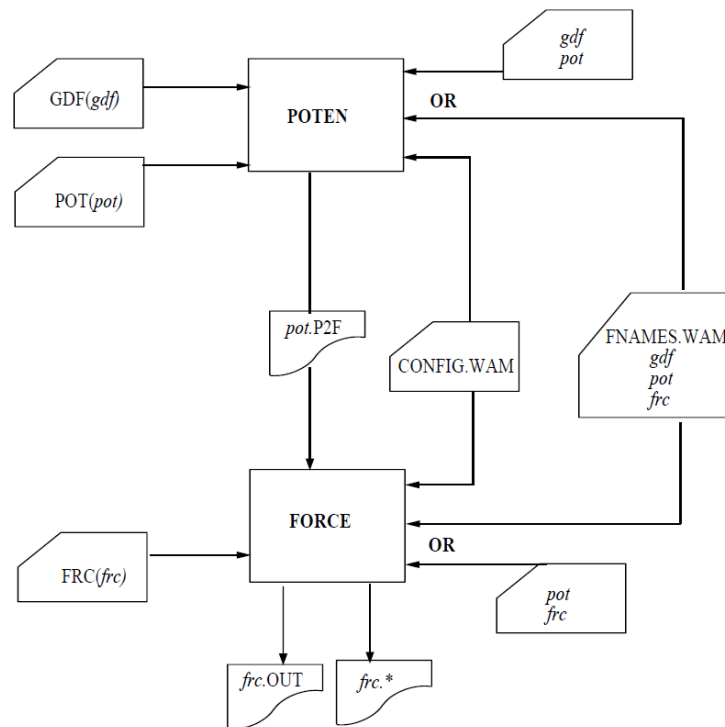 gdf
pot
GDF(gdf)
POTEN
OR
POT(pot)
pot.P2F
CONFIG.WAM
FNAMES.WAM
gdf
pot
frc
FORCE
FRC(frc)
OR
pot
frc
frc.OUT
frc.*